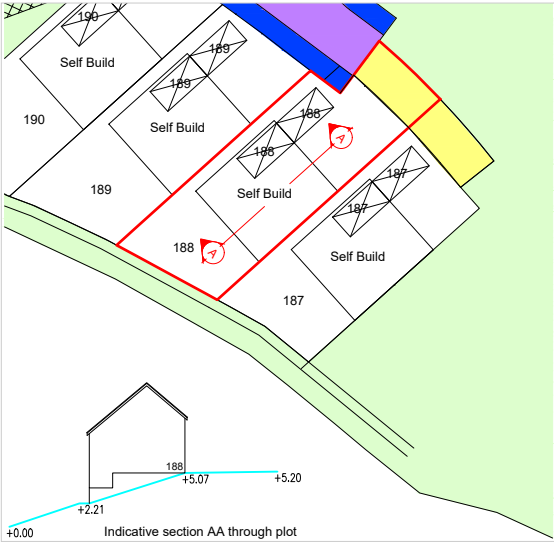 190
189
Self Build
189
190
Self Build
188
188
A
187
189
Self Build
187
188
A
Self Build
187
188
+5.07
+5.20
+2.21
+0.00
Indicative section AA through plot